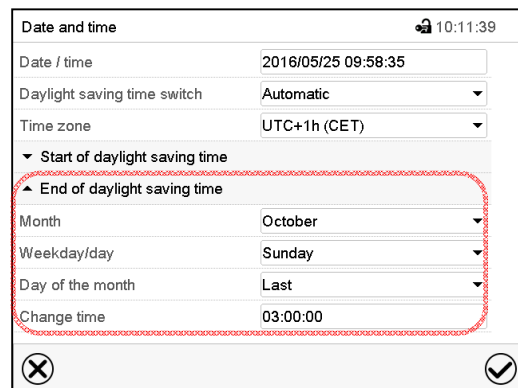 Date and time 10:11:39
Date / time 2016/05/25 09:58:35
Daylight saving time switch Automatic
Time zone UTC+1h (CET)
Start of daylight saving time
End of daylight saving time
Month October
Weekday/day Sunday
Day of the month Last
Change time 03:00:00